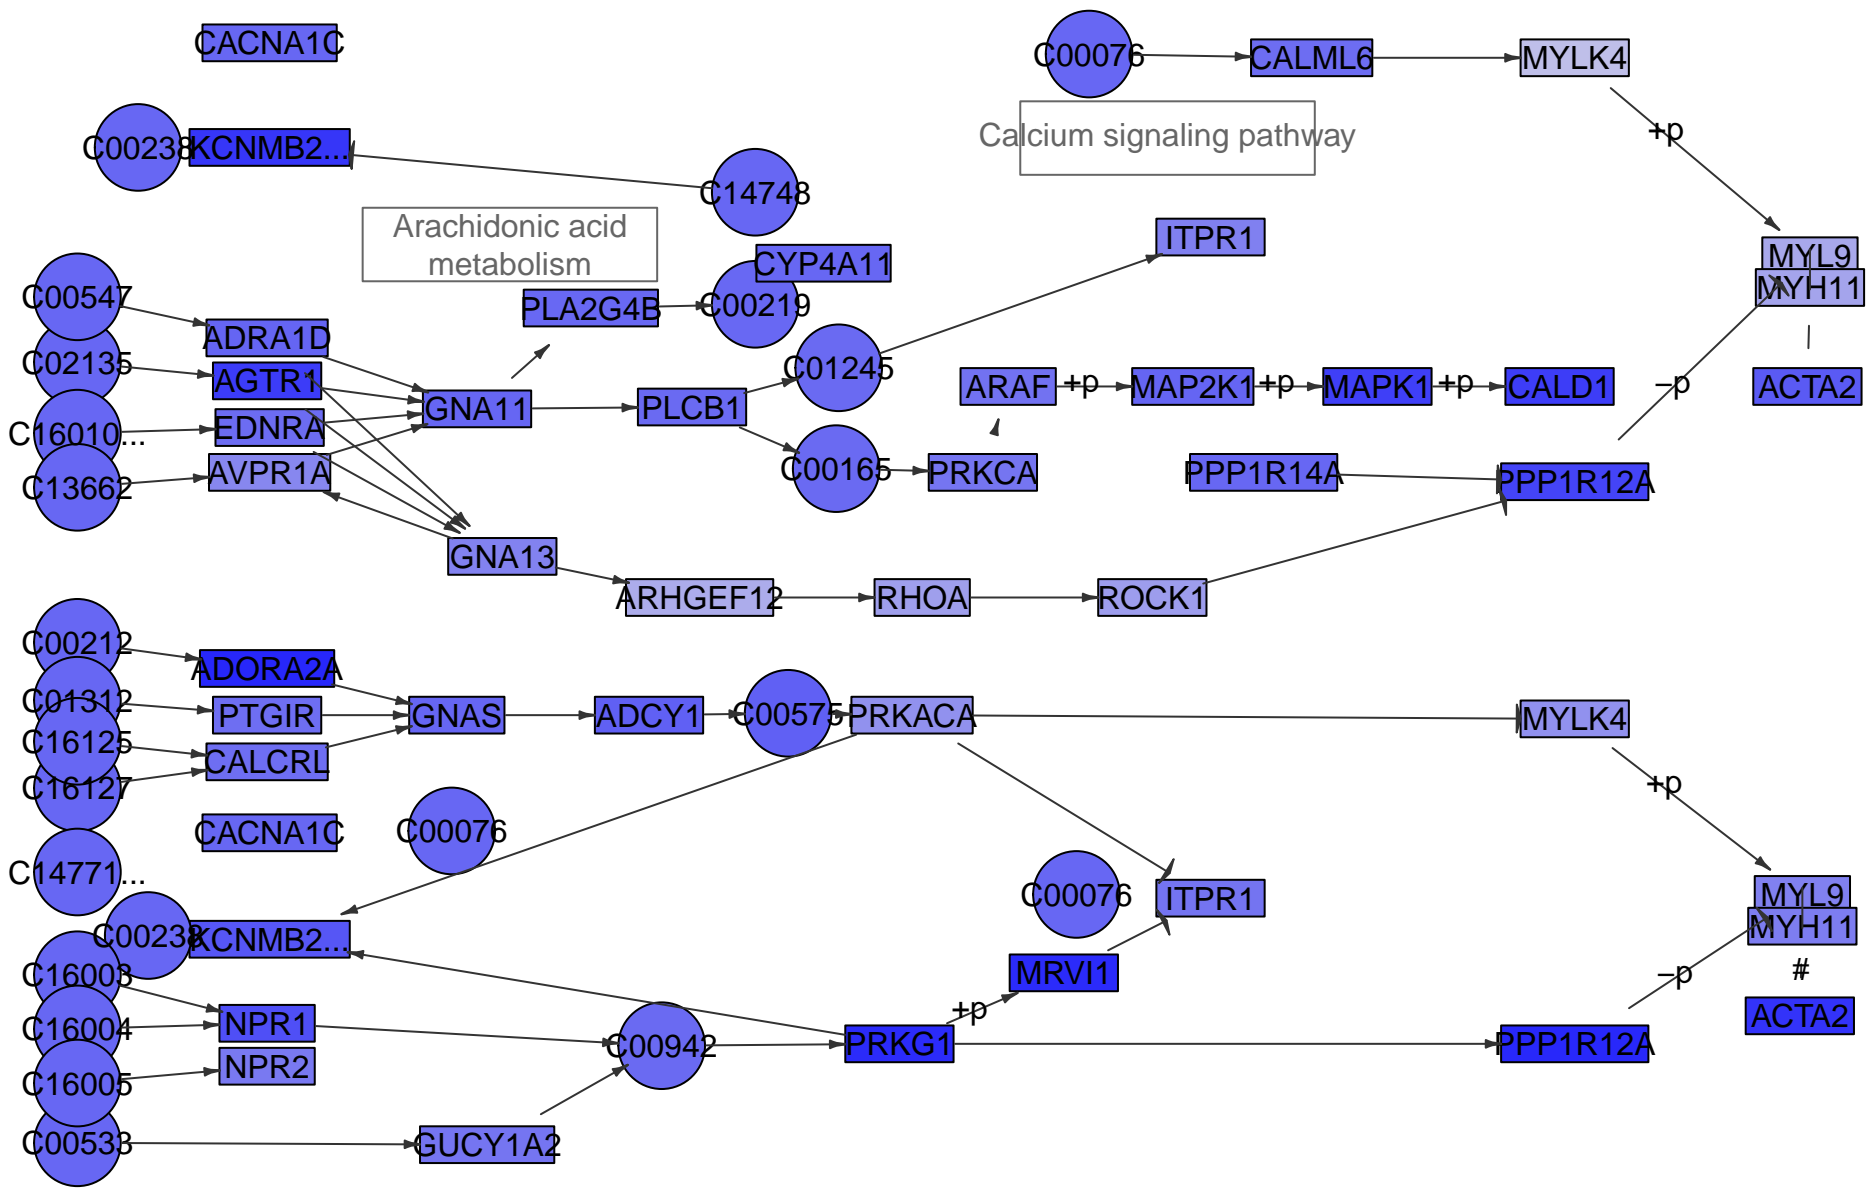 CACNA1C
C00076
CALML6
MYLK4
+p
Calcium signaling pathway
C00238
KCNMB2...
C14748
Arachidonic acid
metabolism
ITPR1
CYP4A11
MYL9
MYH11
C00547
PLA2G4B
C00219
ADRA1D
C02135
AGTR1
C01245
ARAF
+p
MAP2K1
+p
MAPK1
+p
CALD1
–p
ACTA2
GNA11
PLCB1
C16010...
EDNRA
C00165
PRKCA
PPP1R14A
PPP1R12A
C13662
AVPR1A
GNA13
ARHGEF12
RHOA
ROCK1
C00212
ADORA2A
C01312
PTGIR
GNAS
ADCY1
C00575
PRKACA
MYLK4
C16125
CALCRL
C16127
+p
CACNA1C
C00076
C14771...
C00076
ITPR1
MYL9
MYH11
C00238
KCNMB2...
C16003
MRVI1
–p
#
+p
C16004
NPR1
C00942
PRKG1
PPP1R12A
ACTA2
C16005
NPR2
C00533
GUCY1A2